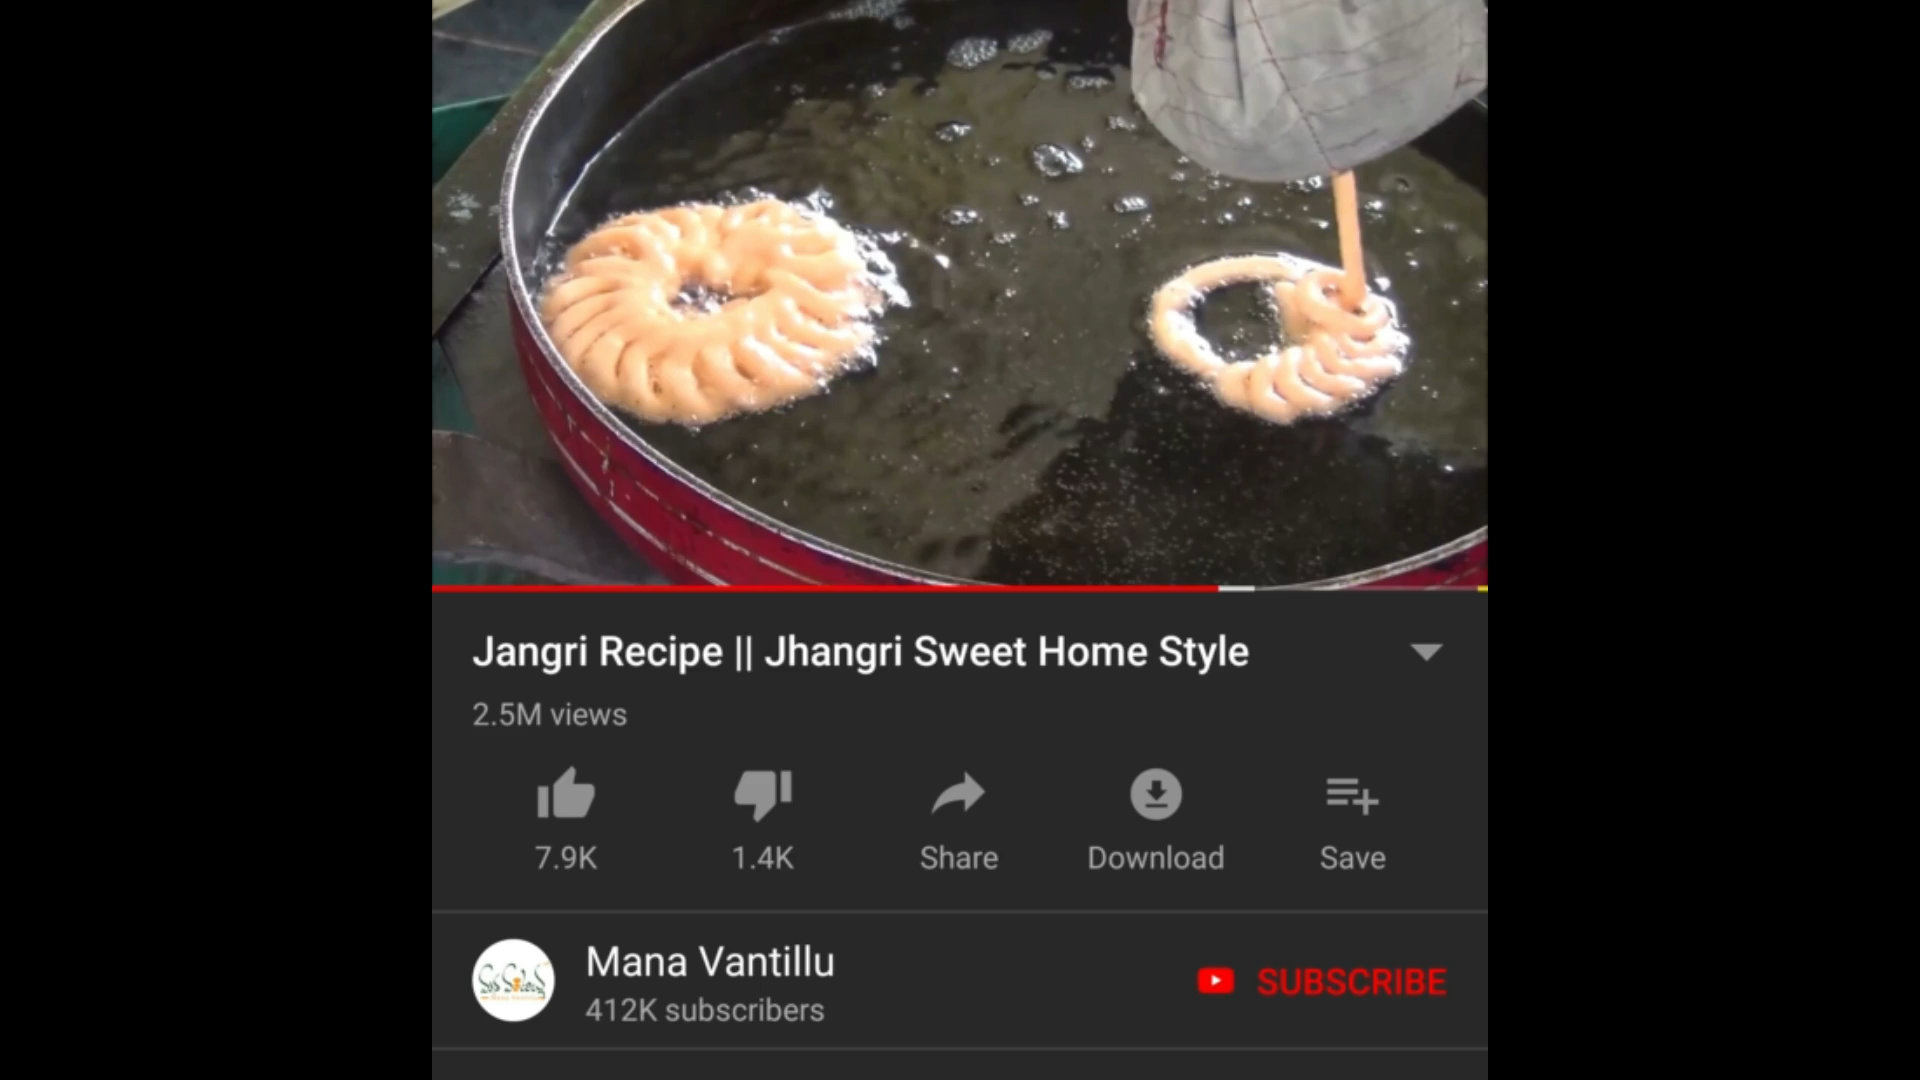 Jangri Recipe || Jhangri Sweet Home Style
2.5M views
7.9K
1.4K
Share
Download
Save
Mana Vantillu
412K subscribers
SUBSCRIBE